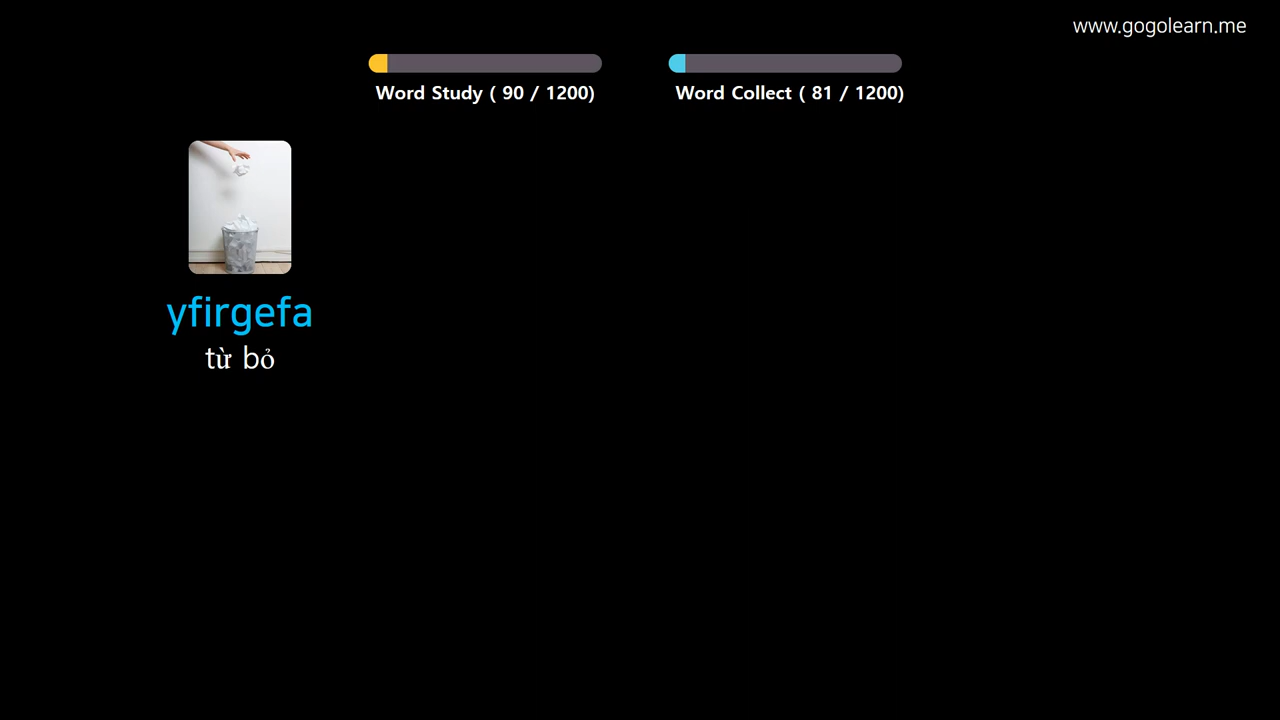 www.gogolearn.me
Word Study ( 90 / 1200)
Word Collect ( 81 / 1200)
yfirgefa
từ bỏ